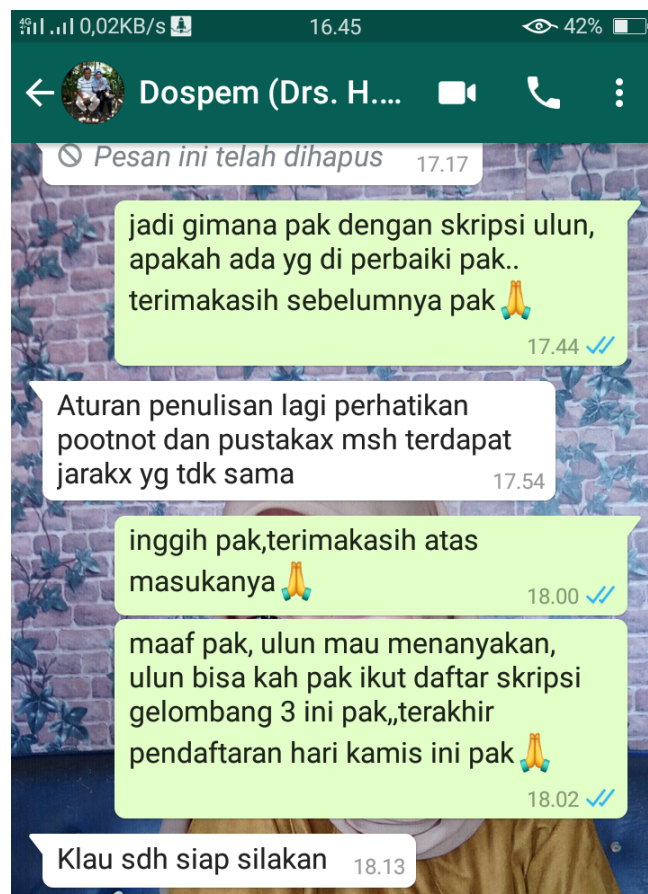 4G 0,02KB/s 16.45 42%
Dospem (Drs. H....
Pesan ini telah dihapus 17.17
jadi gimana pak dengan skripsi ulun,
apakah ada yg di perbaiki pak..
terimakasih sebelumnya pak🙏
17.44
Aturan penulisan lagi perhatikan
pootnot dan pustakax msh terdapat
jarakx yg tdk sama 17.54
inggih pak,terimakasih atas
masukanya🙏 18.00
maaf pak, ulun mau menanyakan,
ulun bisa kah pak ikut daftar skripsi
gelombang 3 ini pak,,terakhir
pendaftaran hari kamis ini pak🙏
18.02
Klau sdh siap silakan 18.13